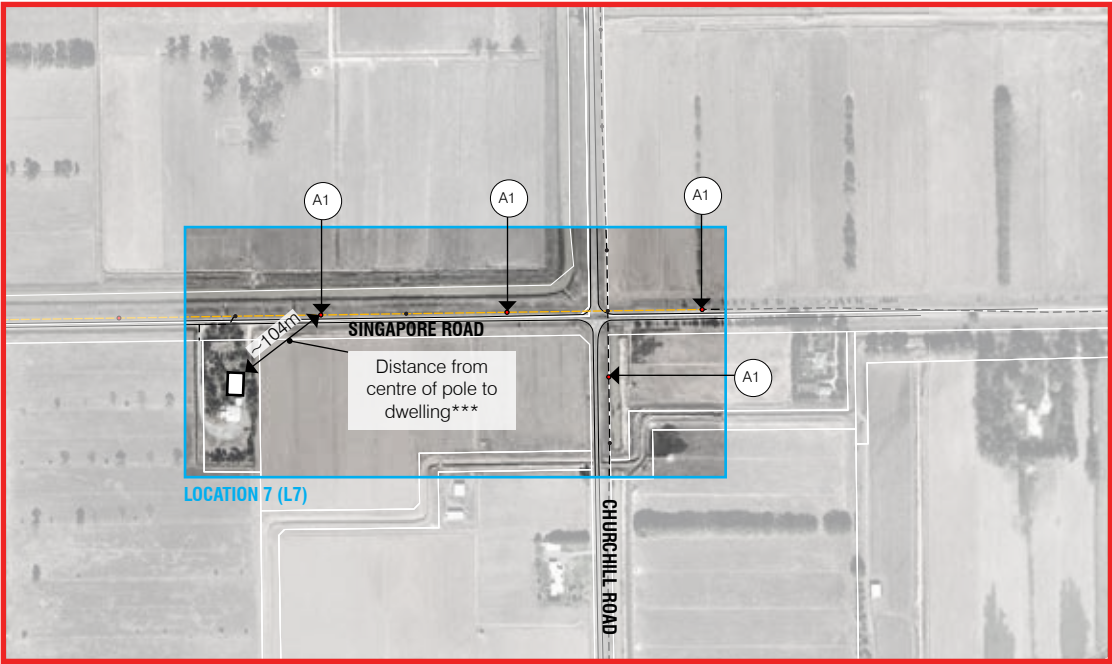 A1
A1
A1
SINGAPORE ROAD
~104m
Distance from
centre of pole to
dwelling***
A1
LOCATION 7 (L7)
CHURCHILL ROAD